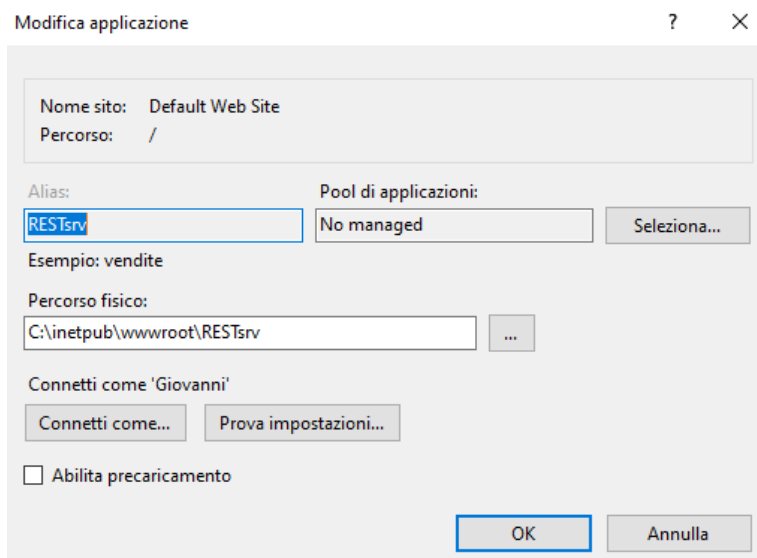 Modifica applicazione
?
Nome sito: Default Web Site
Percorso: /
Alias: Pool di applicazioni:
RESTsrv No managed Seleziona...
Esempio: vendite
Percorso fisico:
C:\inetpub\wwwroot\RESTsrv ...
Connetti come 'Giovanni'
Connetti come... Prova impostazioni...
Abilita precaricamento
OK Annulla